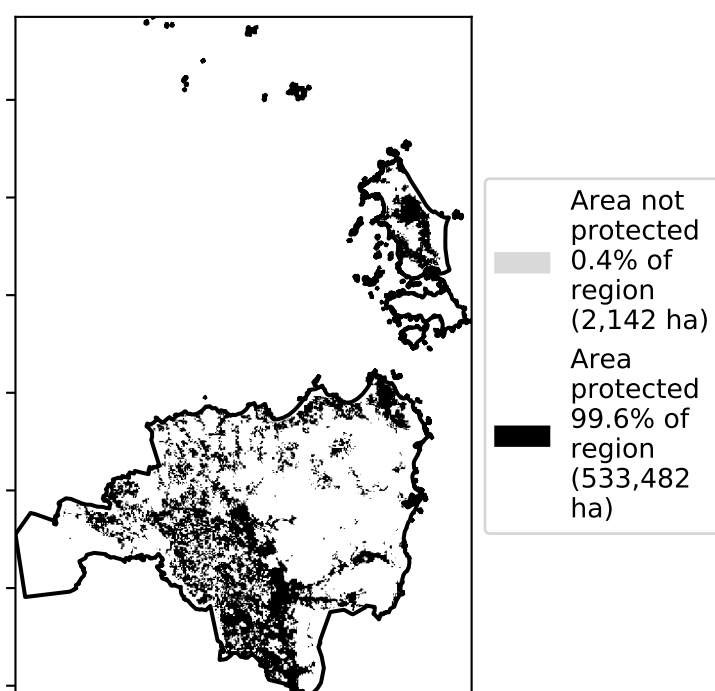 Area not
protected
0.4% of
region
(2,142 ha)
Area
protected
99.6% of
region
(533,482
ha)